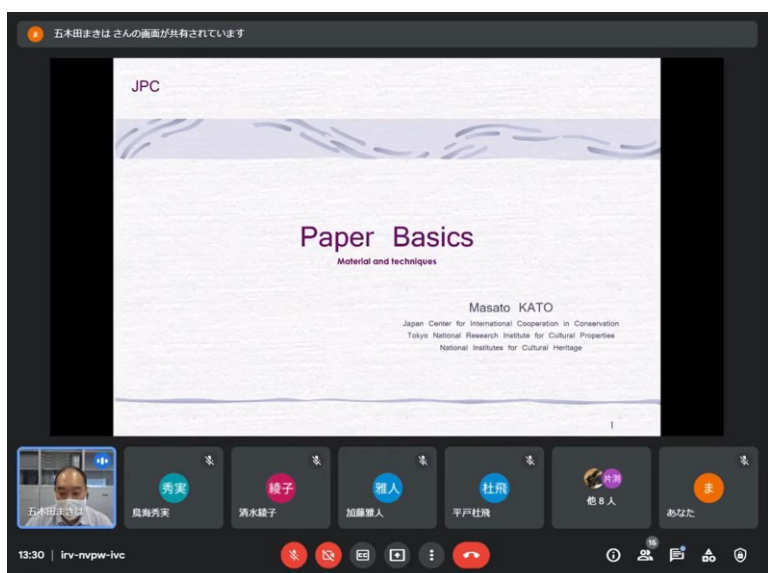 ま 五木田まきは さんの画面が共有されています
JPC
Paper Basics
Material and techniques
Masato KATO
Japan Center for International Cooperation in Conservation
Tokyo National Research Institute for Cultural Properties
National Institutes for Cultural Heritage
1
秀実
綾子
雅人
杜飛
片渕
ま
五木田まきは
鳥海秀実
清水綾子
加藤雅人
平戸杜飛
他 8 人
あなた
16
13:30 | irv-nvpw-ivc
CC